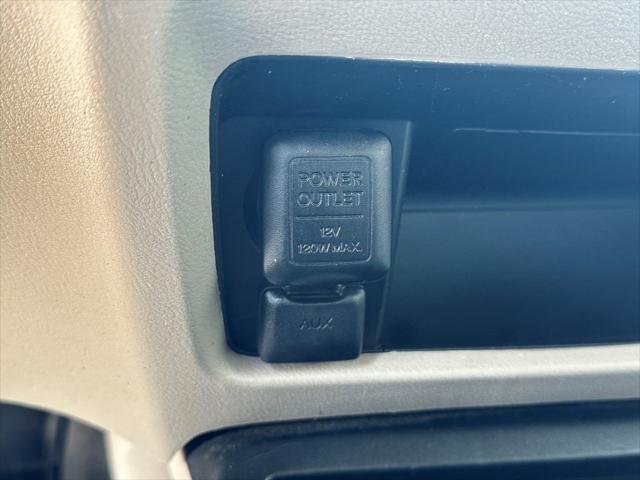 POWER
OUTLET
12V
120W MAX.
AUX